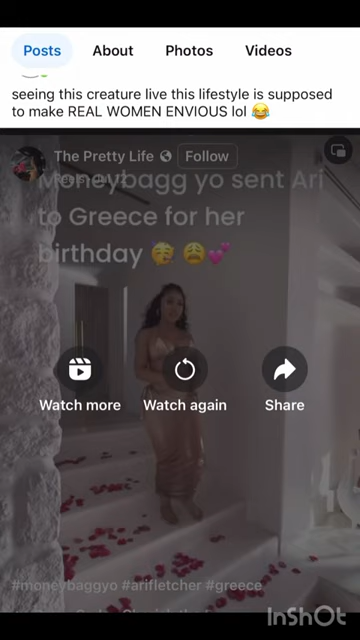 Posts About Photos Videos
seeing this creature live this lifestyle is supposed
to make REAL WOMEN ENVIOUS lol 😂
The Pretty Life Follow
Moneybagg yo sent Ari
to Greece for her
birthday 🥳 😩💕
Watch more Watch again Share
#moneybaggyo #arifletcher #greece
InShOt